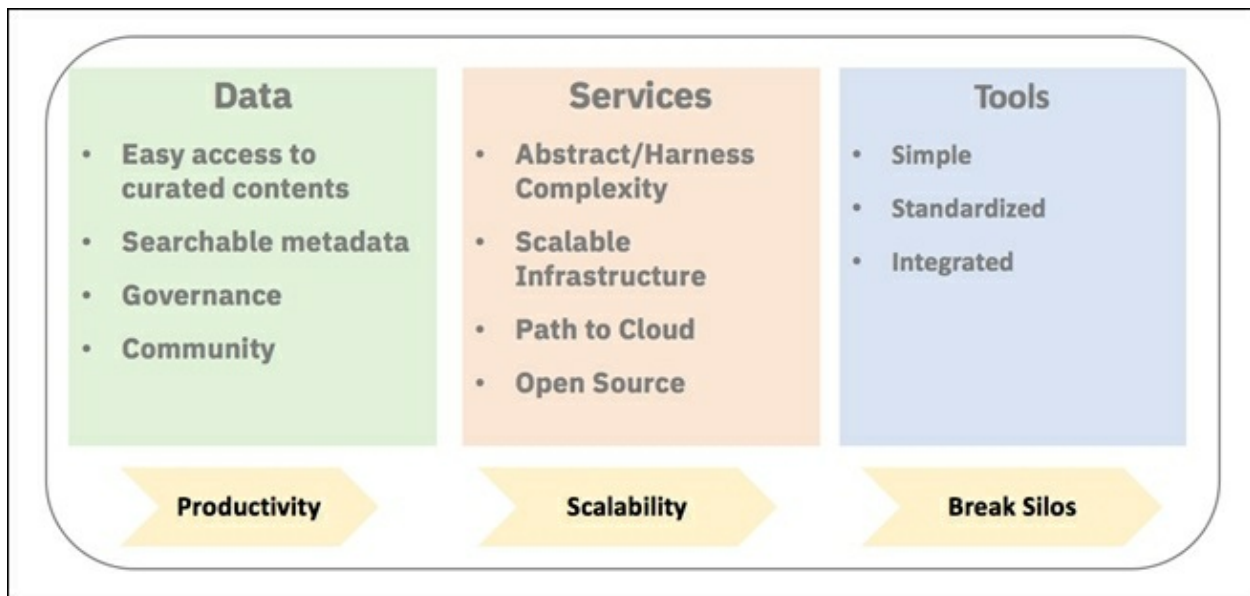 Data
• Easy access to
curated contents
• Searchable metadata
• Governance
• Community
Services
• Abstract/Harness
Complexity
• Scalable
Infrastructure
• Path to Cloud
• Open Source
Tools
• Simple
• Standardized
• Integrated
Productivity
Scalability
Break Silos